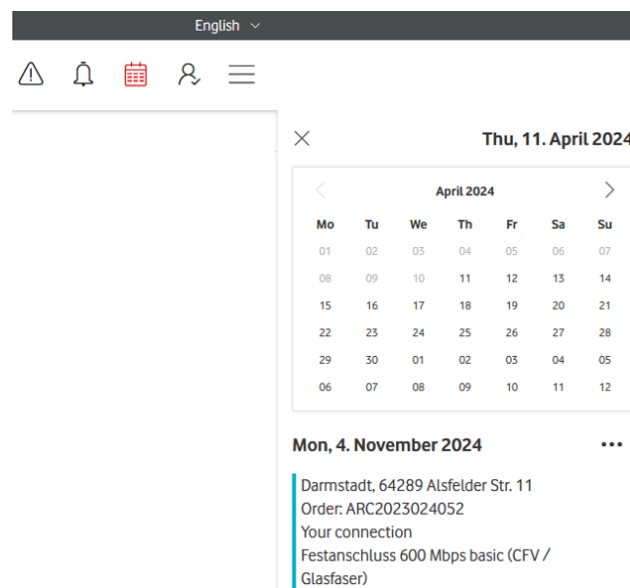 English
Thu, 11. April 2024
April 2024
Mo Tu We Th Fr Sa Su
01 02 03 04 05 06 07
08 09 10 11 12 13 14
15 16 17 18 19 20 21
22 23 24 25 26 27 28
29 30 01 02 03 04 05
06 07 08 09 10 11 12
Mon, 4. November 2024
Darmstadt, 64289 Alsfelder Str. 11
Order: ARC2023024052
Your connection
Festanschluss 600 Mbps basic (CFV /
Glasfaser)